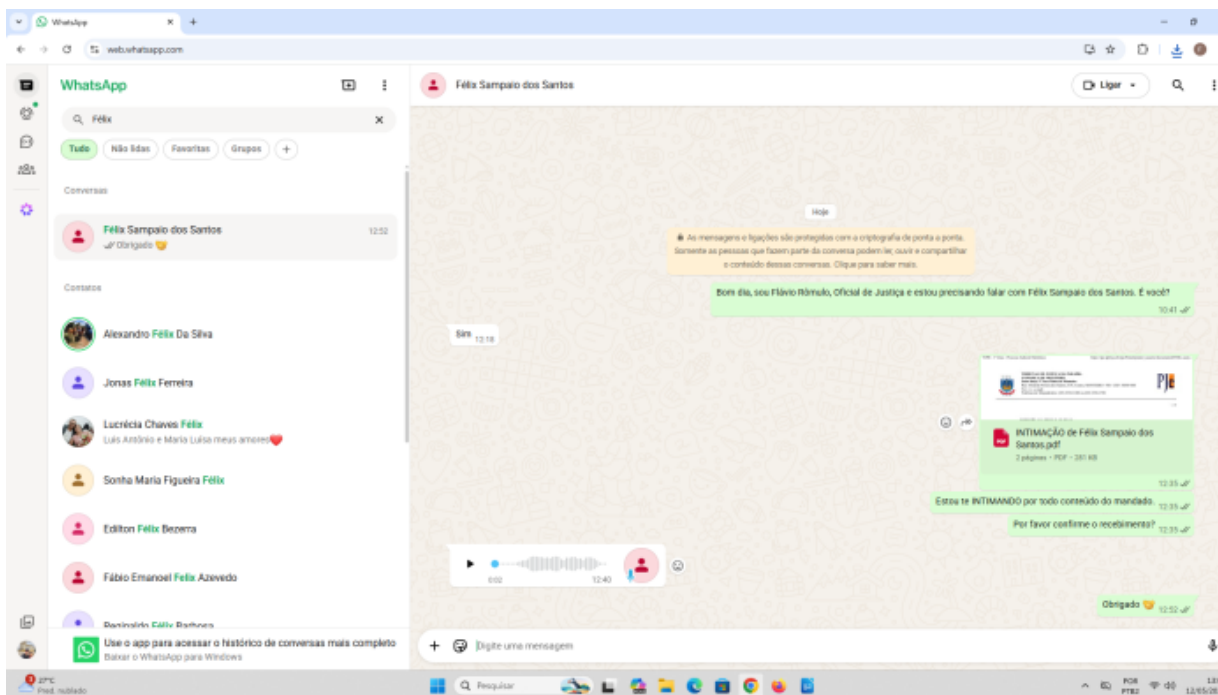 WhatsApp
web.whatsapp.com
WhatsApp
Félix
Tudo
Não lidas
Favoritas
Grupos
Conversas
Félix Sampaio dos Santos
12:52
Obrigado 🤝
Contatos
Alexandro Félix Da Silva
Jonas Félix Ferreira
Lucrécia Chaves Félix
Luis Antônio e Maria Luísa meus amores❤️
Sonha Maria Figueira Félix
Edilton Félix Bezerra
Fábio Emanoel Felix Azevedo
Reginaldo Félix Barbosa
Use o app para acessar o histórico de conversas mais completo
Baixar o WhatsApp para Windows
Félix Sampaio dos Santos
Ligar
Hoje
As mensagens e ligações são protegidas com a criptografia de ponta a ponta.
Somente as pessoas que fazem parte da conversa podem ler, ouvir e compartilhar
o conteúdo dessas conversas. Clique para saber mais.
Bom dia, sou Flávio Rômulo, Oficial de Justiça e estou precisando falar com Félix Sampaio dos Santos. É você?
10:41
Sim
12:18
PJe
INTIMAÇÃO de Félix Sampaio dos
Santos.pdf
2 páginas • PDF • 281 KB
12:35
Estou te INTIMANDO por todo conteúdo do mandado.
12:35
Por favor confirme o recebimento?
12:35
0:02
12:40
Obrigado 🤝
12:52
Digite uma mensagem
27°C
Pred. nublado
Pesquisar
POR
PTB2